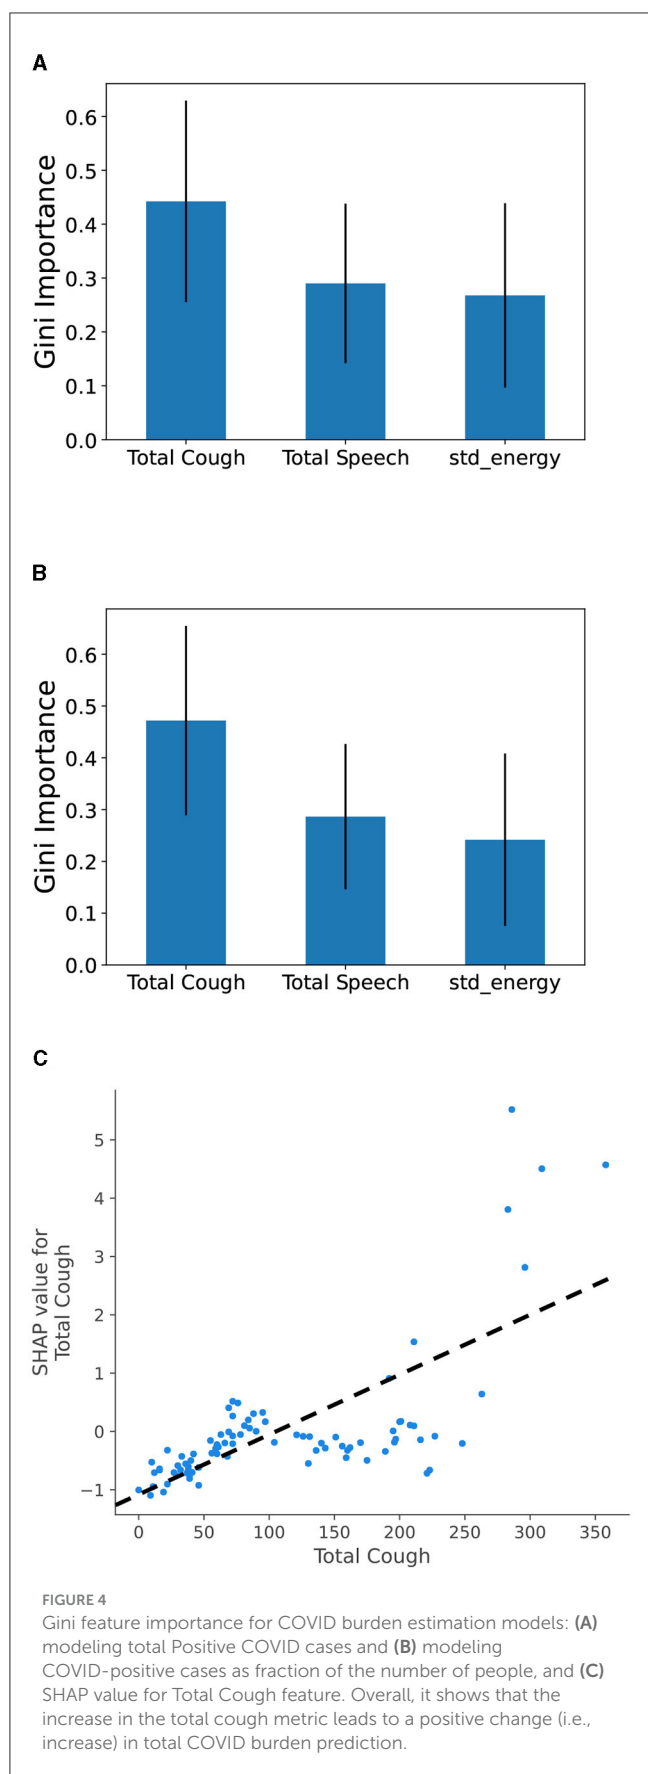 A
Gini Importance
0.6
0.5
0.4
0.3
0.2
0.1
0.0
Total Cough Total Speech std_energy
B
Gini Importance
0.6
0.5
0.4
0.3
0.2
0.1
0.0
Total Cough Total Speech std_energy
C
SHAP value for
Total Cough
5
4
3
2
1
0
−1
0 50 100 150 200 250 300 350
Total Cough
FIGURE 4
Gini feature importance for COVID burden estimation models: (A)
modeling total Positive COVID cases and (B) modeling
COVID-positive cases as fraction of the number of people, and (C)
SHAP value for Total Cough feature. Overall, it shows that the
increase in the total cough metric leads to a positive change (i.e.,
increase) in total COVID burden prediction.